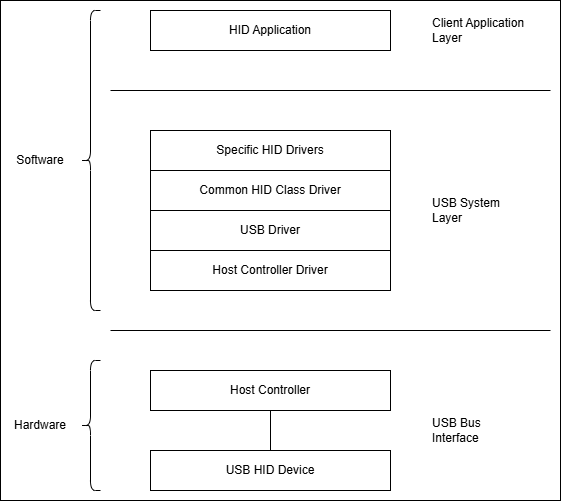 HID Application
Client Application
Layer
Software
Specific HID Drivers
Common HID Class Driver
USB Driver
Host Controller Driver
USB System
Layer
Hardware
Host Controller
USB HID Device
USB Bus
Interface